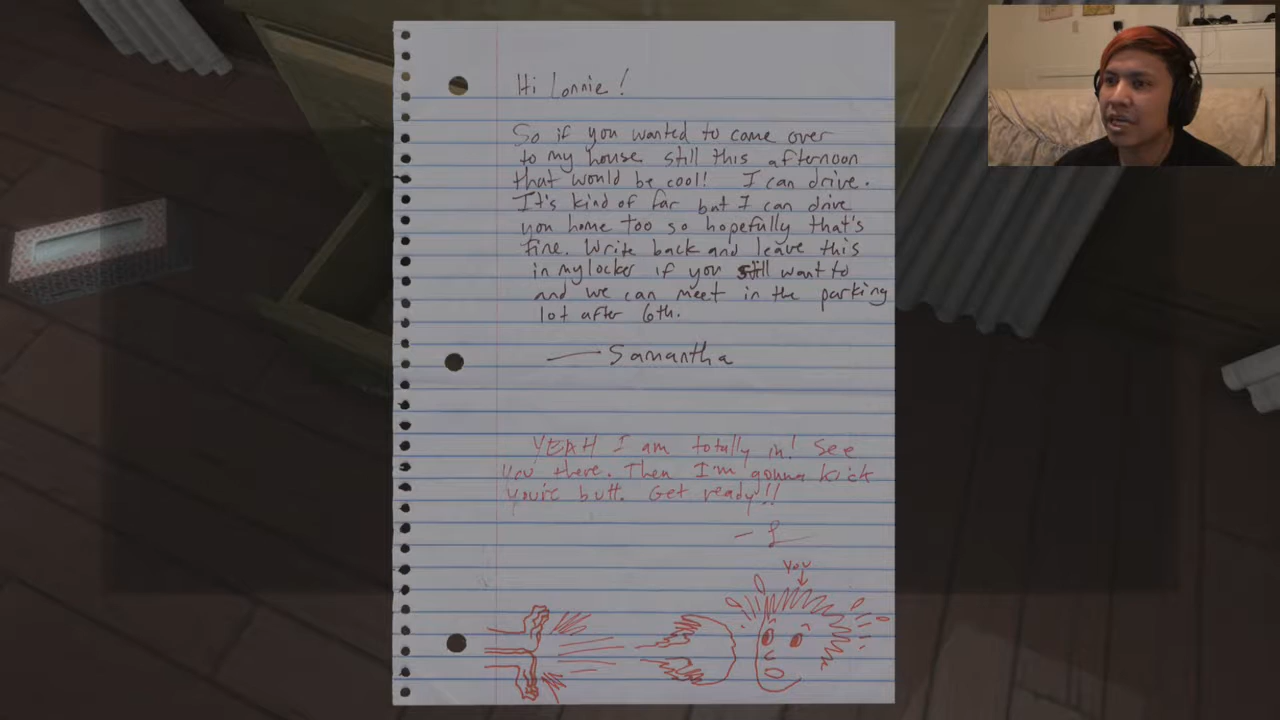 Hi Lonnie!
So if you wanted to come over
to my house still this afternoon
that would be cool! I can drive.
It's kind of far but I can drive
you home too so hopefully that's
fine. Write back and leave this
in my locker if you still want to
and we can meet in the parking
lot after 6th.
— Samantha
YEAH I am totally in! See
you there. Then I'm gonna kick
youre butt. Get ready!!
- L
YOU